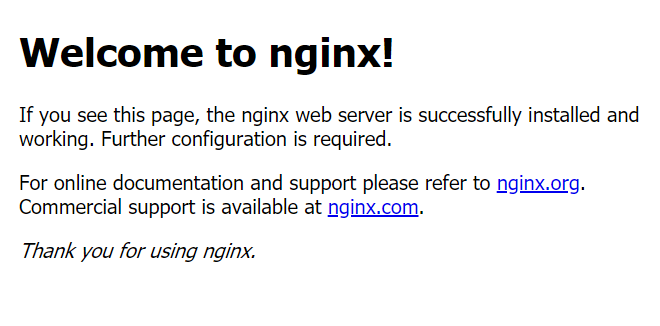 Welcome to nginx!
If you see this page, the nginx web server is successfully installed and
working. Further configuration is required.
For online documentation and support please refer to nginx.org.
Commercial support is available at nginx.com.
Thank you for using nginx.